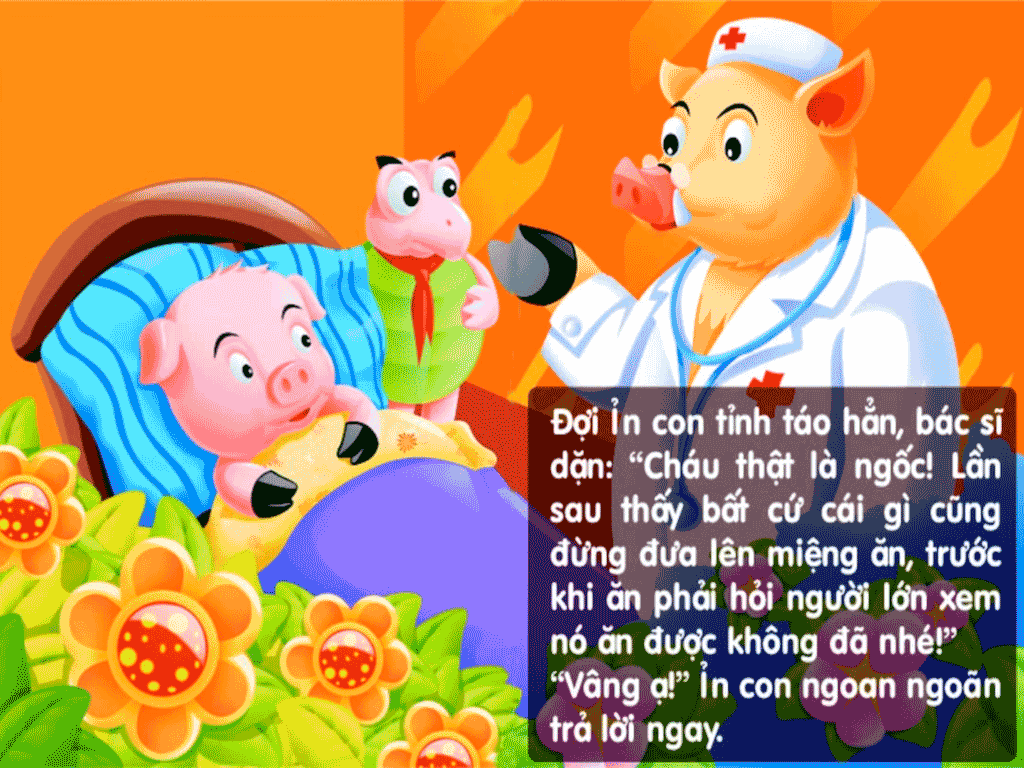 Đợi Ỉn con tỉnh táo hẳn, bác sĩ
dặn: “Cháu thật là ngốc! Lần
sau thấy bất cứ cái gì cũng
đừng đưa lên miệng ăn, trước
khi ăn phải hỏi người lớn xem
nó ăn được không đã nhé!”
“Vâng ạ!” Ỉn con ngoan ngoãn
trả lời ngay.